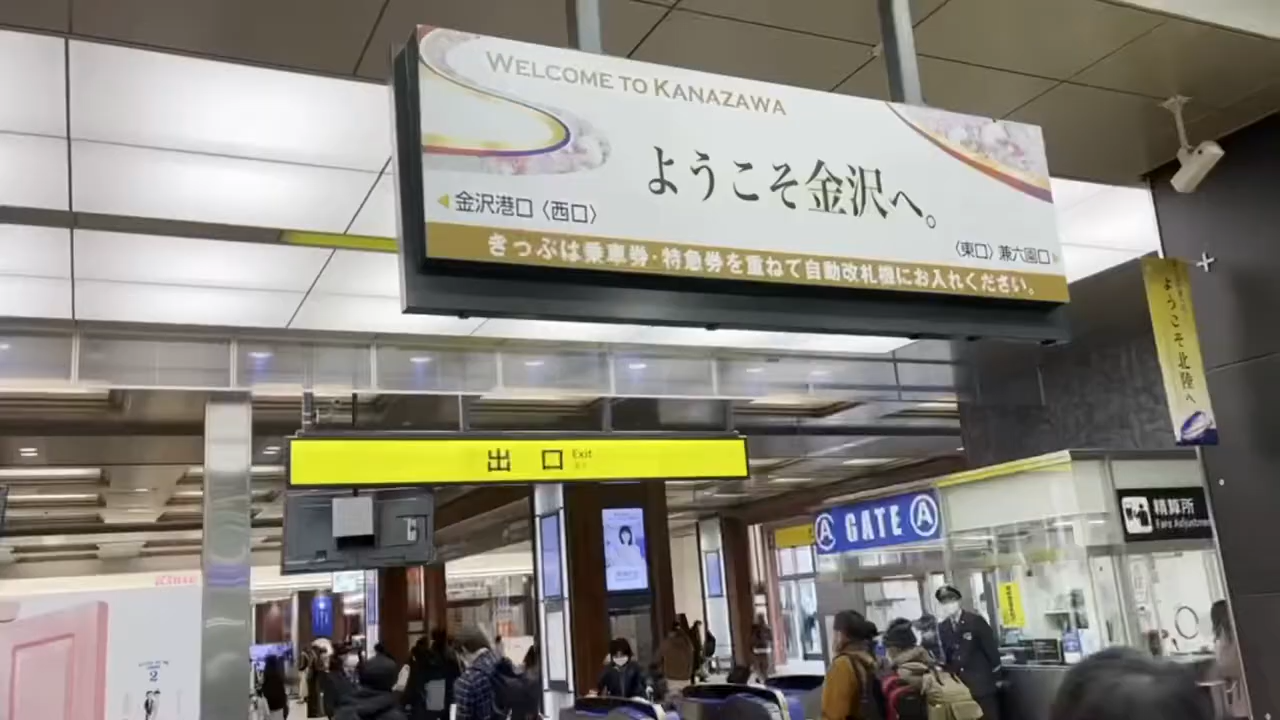 WELCOME TO KANAZAWA
ようこそ金沢へ。
金沢港口〈西口〉
〈東口〉兼六園口
きっぷは乗車券・特急券を重ねて自動改札機にお入れください。
ようこそ北陸へ
出口 Exit
A GATE A
精算所
Fare Adjustment